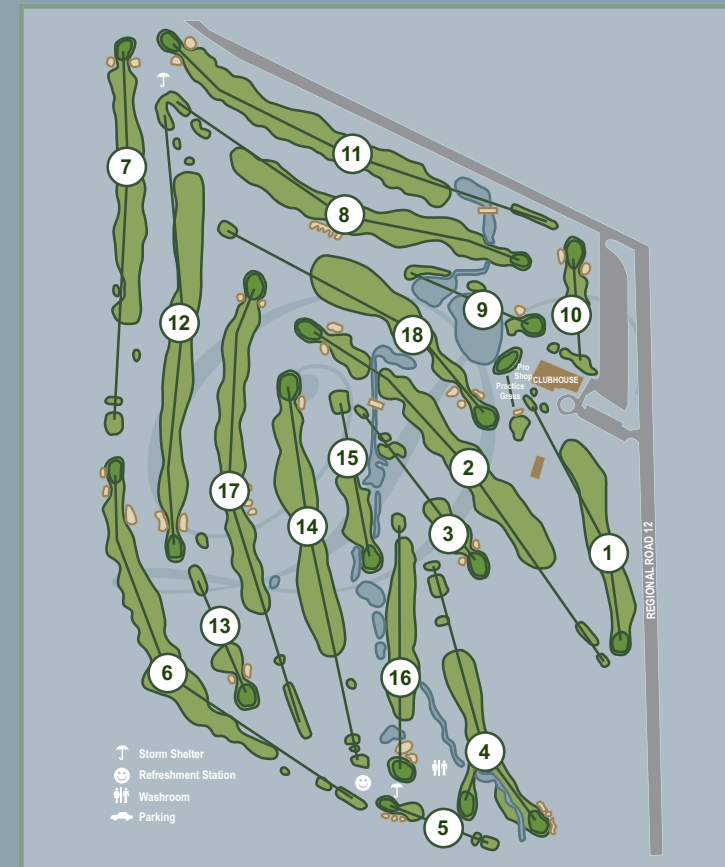 11
7
8
9
10
12
18
Pro
Shop
CLUBHOUSE
Practice
Grass
15
2
17
14
3
1
REGIONAL ROAD 12
13
6
16
4
5
Storm Shelter
Refreshment Station
Washroom
Parking